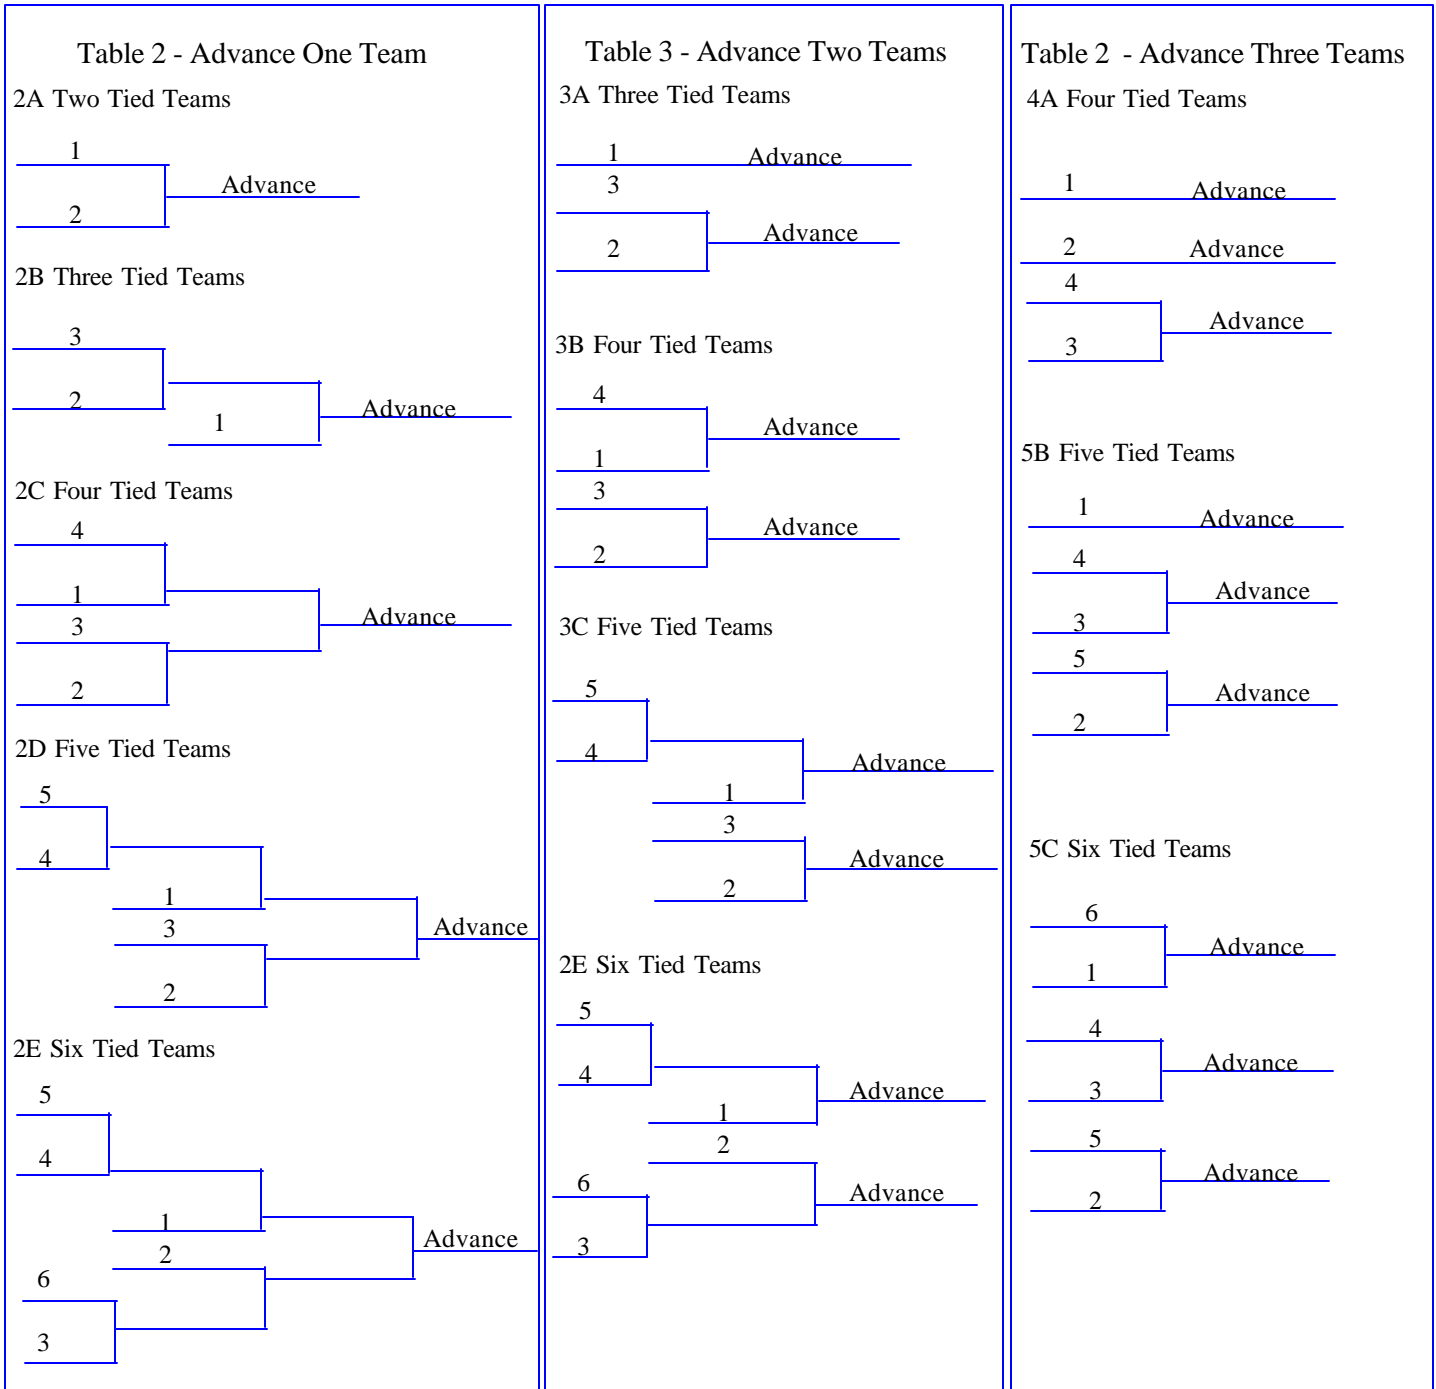 Table 2 - Advance One Team
2A Two Tied Teams
1
Advance
2
2B Three Tied Teams
3
2
Advance
1
2C Four Tied Teams
4
1
Advance
3
2
2D Five Tied Teams
5
4
1
Advance
3
2
2E Six Tied Teams
5
4
1
Advance
2
6
3
Table 3 - Advance Two Teams
3A Three Tied Teams
1 Advance
3
Advance
2
3B Four Tied Teams
4
Advance
1
3
Advance
2
3C Five Tied Teams
5
4
Advance
1
3
Advance
2
2E Six Tied Teams
5
4
Advance
1
2
6
Advance
3
Table 2 - Advance Three Teams
4A Four Tied Teams
1 Advance
2 Advance
4
Advance
3
5B Five Tied Teams
1 Advance
4
Advance
3
5
Advance
2
5C Six Tied Teams
6
Advance
1
4
Advance
3
5
Advance
2